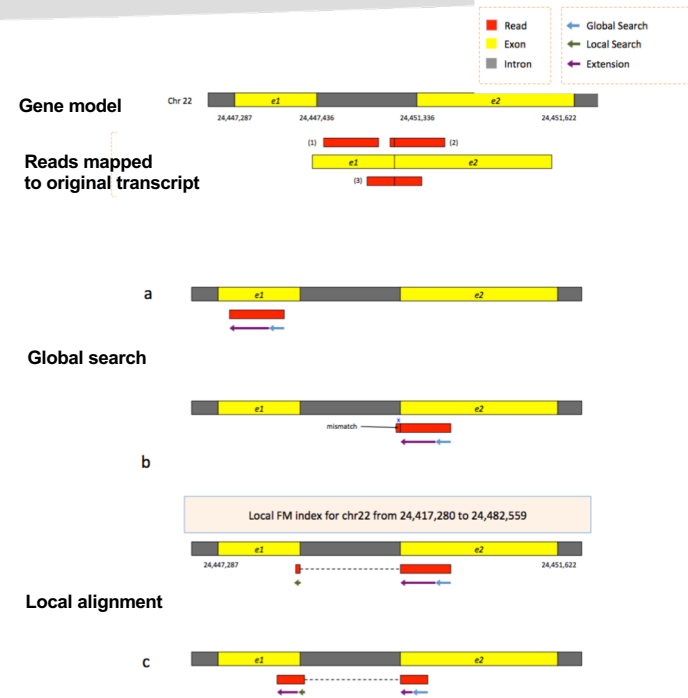 Read
Exon
Intron
Global Search
Local Search
Extension
Gene model
Chr 22
e1
e2
24,447,287
24,447,436
24,451,336
24,451,622
(1)
(2)
Reads mapped
to original transcript
e1
e2
(3)
a
e1
e2
Global search
e1
e2
x
mismatch
b
Local FM index for chr22 from 24,417,280 to 24,482,559
e1
e2
24,447,287
24,451,622
Local alignment
c
e1
e2